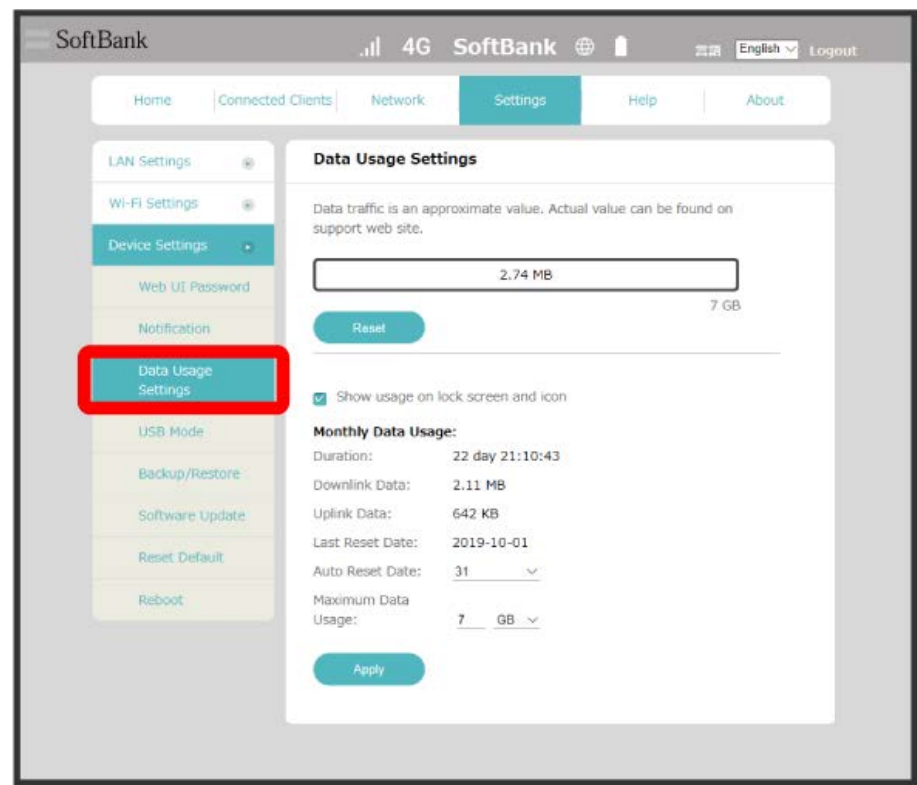 SoftBank
4G SoftBank
言語 English Logout
Home Connected Clients Network Settings Help About
LAN Settings
Wi-Fi Settings
Device Settings
Web UI Password
Notification
Data Usage
Settings
USB Mode
Backup/Restore
Software Update
Reset Default
Reboot
Data Usage Settings
Data traffic is an approximate value. Actual value can be found on
support web site.
2.74 MB
7 GB
Reset
Show usage on lock screen and icon
Monthly Data Usage:
Duration: 22 day 21:10:43
Downlink Data: 2.11 MB
Uplink Data: 642 KB
Last Reset Date: 2019-10-01
Auto Reset Date: 31
Maximum Data
Usage: 7 GB
Apply